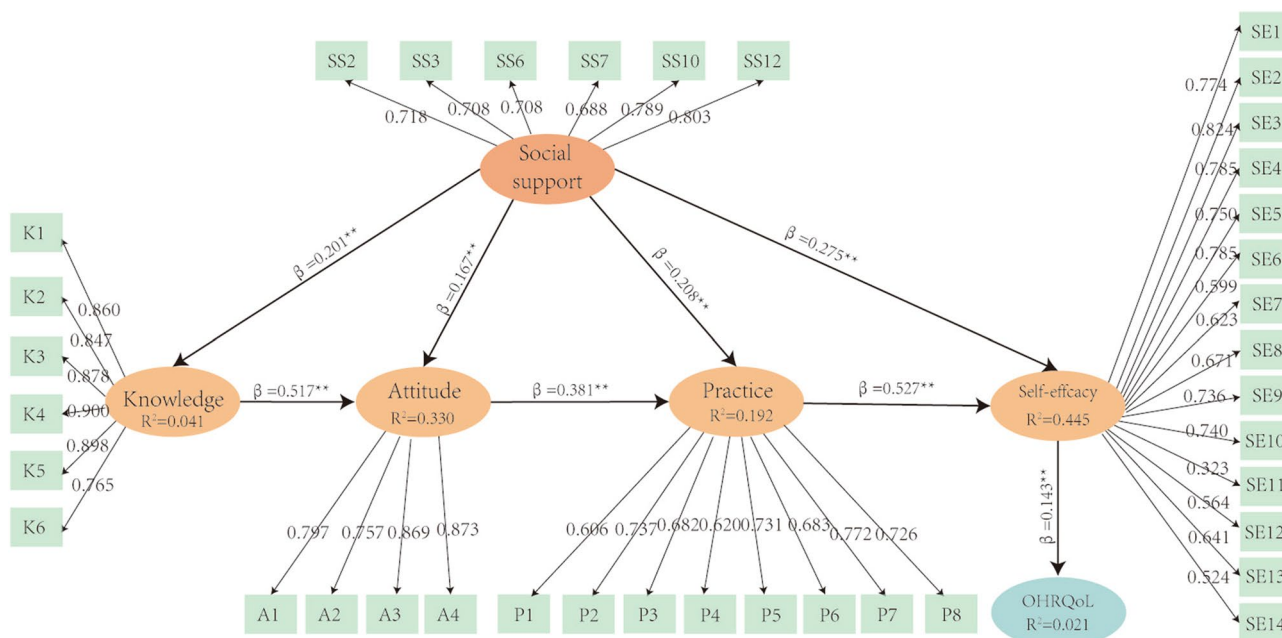 SS2 SS3 SS6 SS7 SS10 SS12
0.718 0.708 0.708 0.688 0.789 0.803
Social
support
β=0.201**
β=0.167**
β=0.208**
β=0.275**
K1
K2
K3
K4
K5
K6
0.860
0.847
0.878
0.900
0.898
0.765
Knowledge
R²=0.041
β=0.517**
Attitude
R²=0.330
β=0.381**
Practice
R²=0.192
β=0.527**
Self-effcacy
R²=0.445
0.797 0.757 0.869 0.873
A1 A2 A3 A4
0.606 0.737 0.682 0.620 0.731 0.683 0.772 0.726
P1 P2 P3 P4 P5 P6 P7 P8
β=0.143**
OHRQoL
R²=0.021
0.774
0.824
0.785
0.750
0.785
0.599
0.623
0.671
0.736
0.740
0.323
0.564
0.641
0.524
SE1
SE2
SE3
SE4
SE5
SE6
SE7
SE8
SE9
SE10
SE11
SE12
SE13
SE14